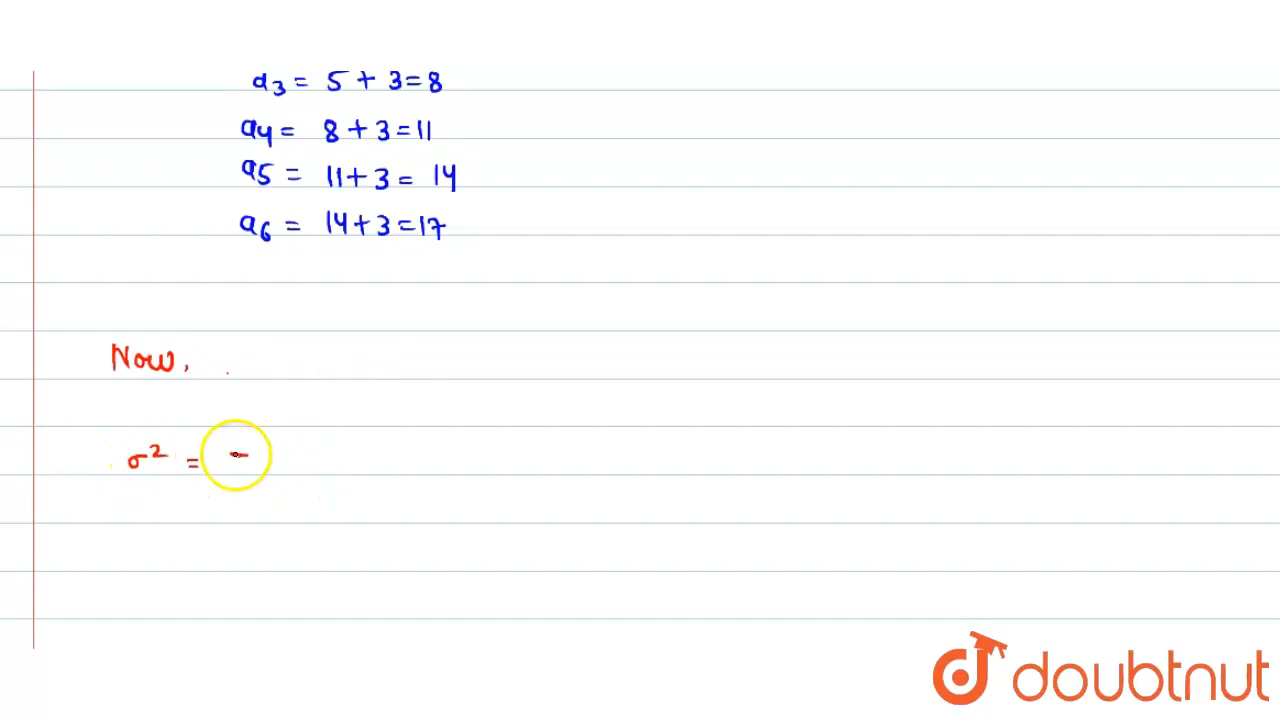 a3 = 5 + 3 = 8
a4 = 8 + 3 = 11
a5 = 11 + 3 = 14
a6 = 14 + 3 = 17
Now,
σ² =
doubtnut